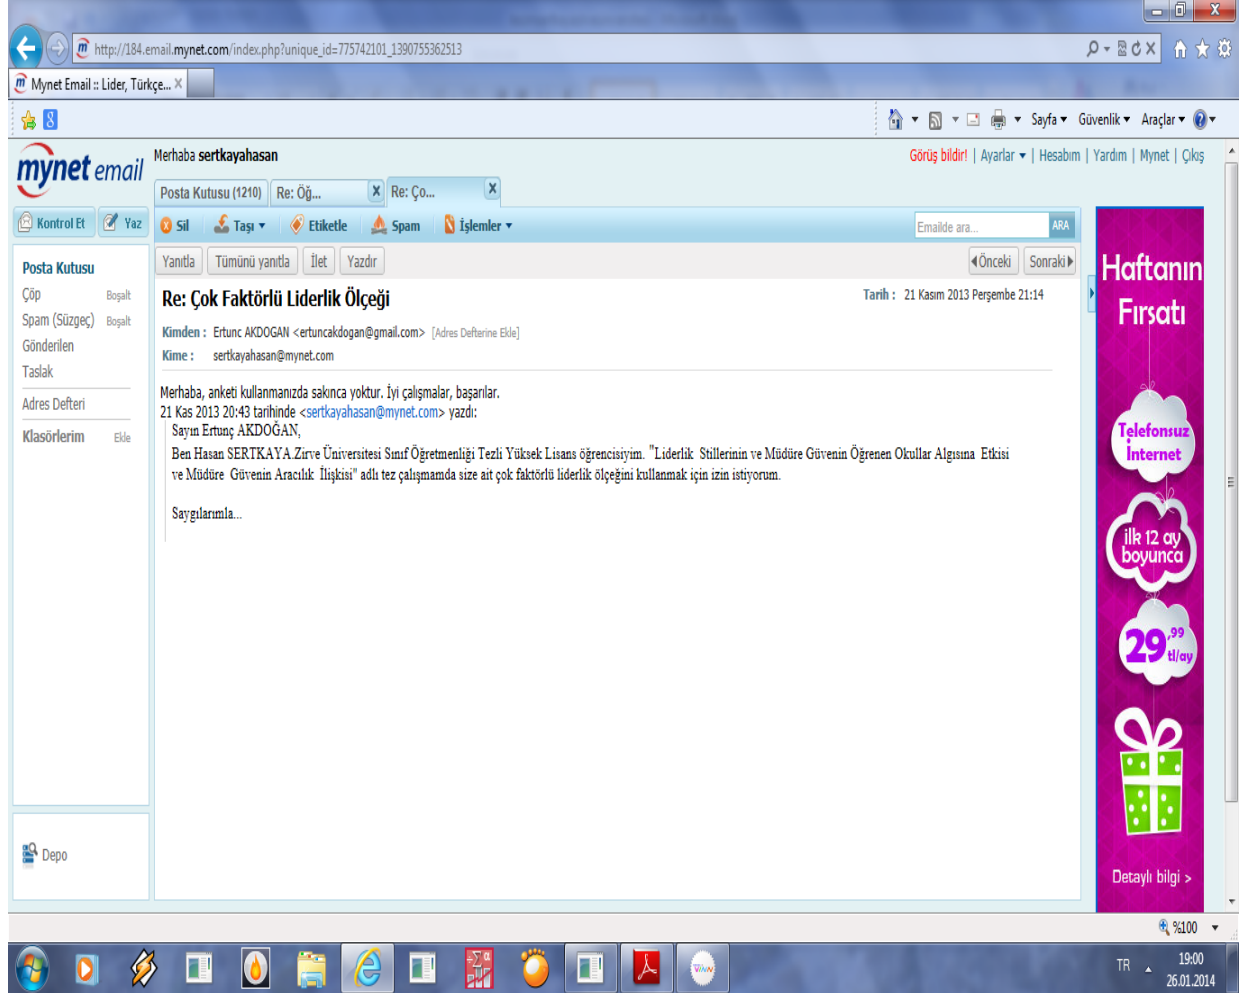 http://184.email.mynet.com/index.php?unique_id=775742101_1390755362513
Mynet Email :: Lider, Türkçe...
Sayfa Güvenlik Araçlar
mynet email
Merhaba sertkayahasan
Görüş bildir! | Ayarlar | Hesabım | Yardım | Mynet | Çıkış
Posta Kutusu (1210) Re: Öğ... X Re: Ço... X
Kontrol Et Yaz
Sil Taşı Etiketle Spam İşlemler
Emailde ara... ARA
Yanıtla Tümünü yanıtla İlet Yazdır
Önceki Sonraki
Posta Kutusu
Çöp Boşalt
Spam (Süzgeç) Boşalt
Gönderilen
Taslak
Adres Defteri
Klasörlerim Ekle
Depo
Re: Çok Faktörlü Liderlik Ölçeği
Tarih : 21 Kasım 2013 Perşembe 21:14
Kimden : Ertunc AKDOGAN <ertuncakdogan@gmail.com> [Adres Defterine Ekle]
Kime : sertkayahasan@mynet.com
Merhaba, anketi kullanmanızda sakınca yoktur. İyi çalışmalar, başarılar.
21 Kas 2013 20:43 tarihinde <sertkayahasan@mynet.com> yazdı:
Sayın Ertunç AKDOĞAN,
Ben Hasan SERTKAYA.Zirve Üniversitesi Sınıf Öğretmenliği Tezli Yüksek Lisans öğrencisiyim. "Liderlik Stillerinin ve Müdüre Güvenin Öğrenen Okullar Algısına Etkisi
ve Müdüre Güvenin Aracılık İlişkisi" adlı tez çalışmamda size ait çok faktörlü liderlik ölçeğini kullanmak için izin istiyorum.
Saygılarımla...
Haftanın
Fırsatı
Telefonsuz
İnternet
ilk 12 ay
boyunca
29,99
tl/ay
Detaylı bilgi >
%100
TR
19:00
26.01.2014